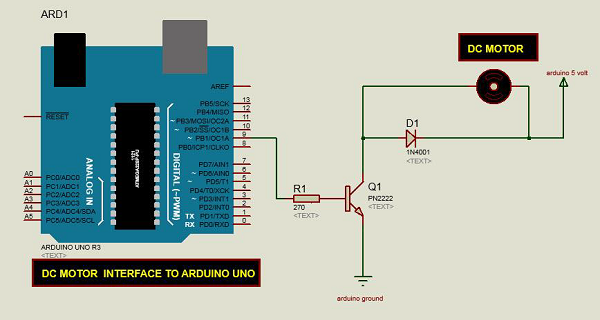 ARD1
DC MOTOR
arduino 5 volt
RESET
AREF
PB5/SCK 13
PB4/MISO 12
~ PB3/MOSI/OC2A 11
~ PB2/SS/OC1B 10
~ PB1/OC1A 9
PB0/ICP1/CLKO 8
D1
1N4001
<TEXT>
ANALOG IN
DIGITAL (~PWM)
A0 PC0/ADC0
A1 PC1/ADC1
A2 PC2/ADC2
A3 PC3/ADC3
A4 PC4/ADC4/SDA
A5 PC5/ADC5/SCL
PD7/AIN1 7
~ PD6/AIN0 6
~ PD5/T1 5
PD4/T0/XCK 4
~ PD3/INT1 3
PD2/INT0 2
TX PD1/TXD 1
RX PD0/RXD 0
R1
270
<TEXT>
Q1
PN2222
<TEXT>
ARDUINO UNO R3
<TEXT>
DC MOTOR INTERFACE TO ARDUINO UNO
arduino ground